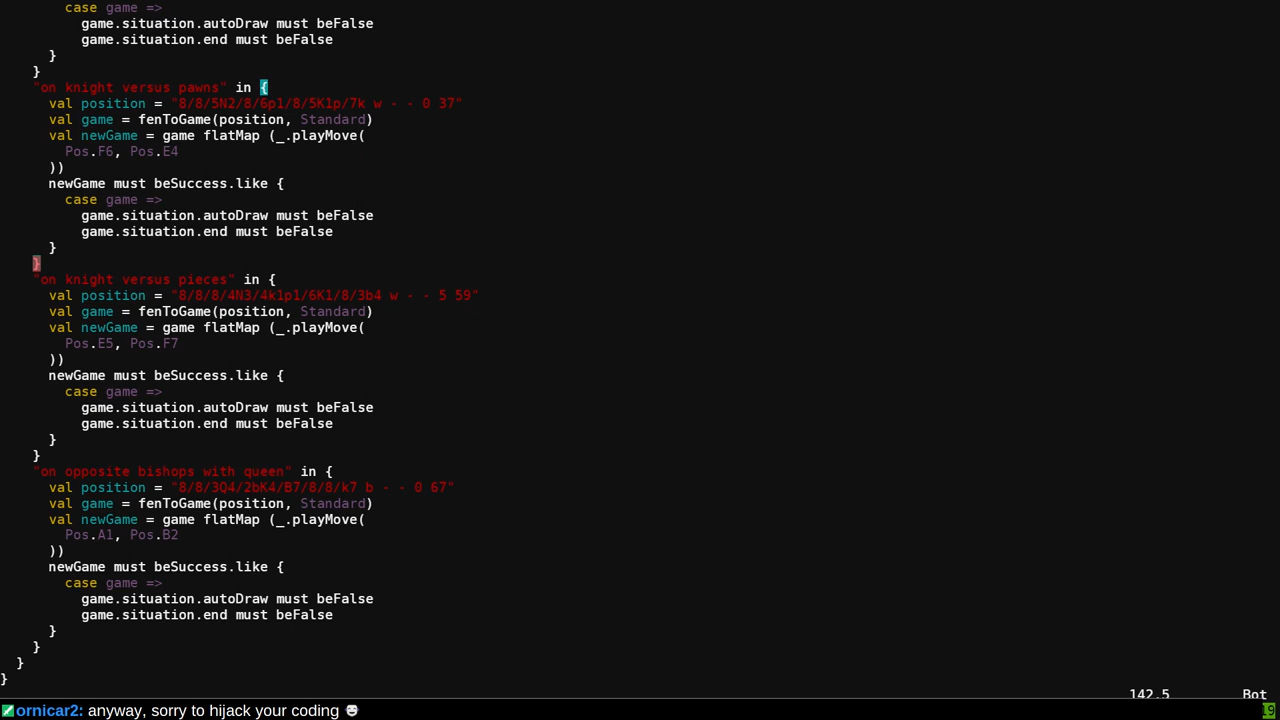 case game =>
game.situation.autoDraw must beFalse
game.situation.end must beFalse
}
}
"on knight versus pawns" in {
val position = "8/8/5N2/8/6p1/8/5K1p/7k w - - 0 37"
val game = fenToGame(position, Standard)
val newGame = game flatMap (_.playMove(
Pos.F6, Pos.E4
))
newGame must beSuccess.like {
case game =>
game.situation.autoDraw must beFalse
game.situation.end must beFalse
}
}
"on knight versus pieces" in {
val position = "8/8/8/4N3/4k1p1/6K1/8/3b4 w - - 5 59"
val game = fenToGame(position, Standard)
val newGame = game flatMap (_.playMove(
Pos.E5, Pos.F7
))
newGame must beSuccess.like {
case game =>
game.situation.autoDraw must beFalse
game.situation.end must beFalse
}
}
"on opposite bishops with queen" in {
val position = "8/8/3Q4/2bK4/B7/8/8/k7 b - - 0 67"
val game = fenToGame(position, Standard)
val newGame = game flatMap (_.playMove(
Pos.A1, Pos.B2
))
newGame must beSuccess.like {
case game =>
game.situation.autoDraw must beFalse
game.situation.end must beFalse
}
}
}
}
142,5 Bot
ornicar2: anyway, sorry to hijack your coding